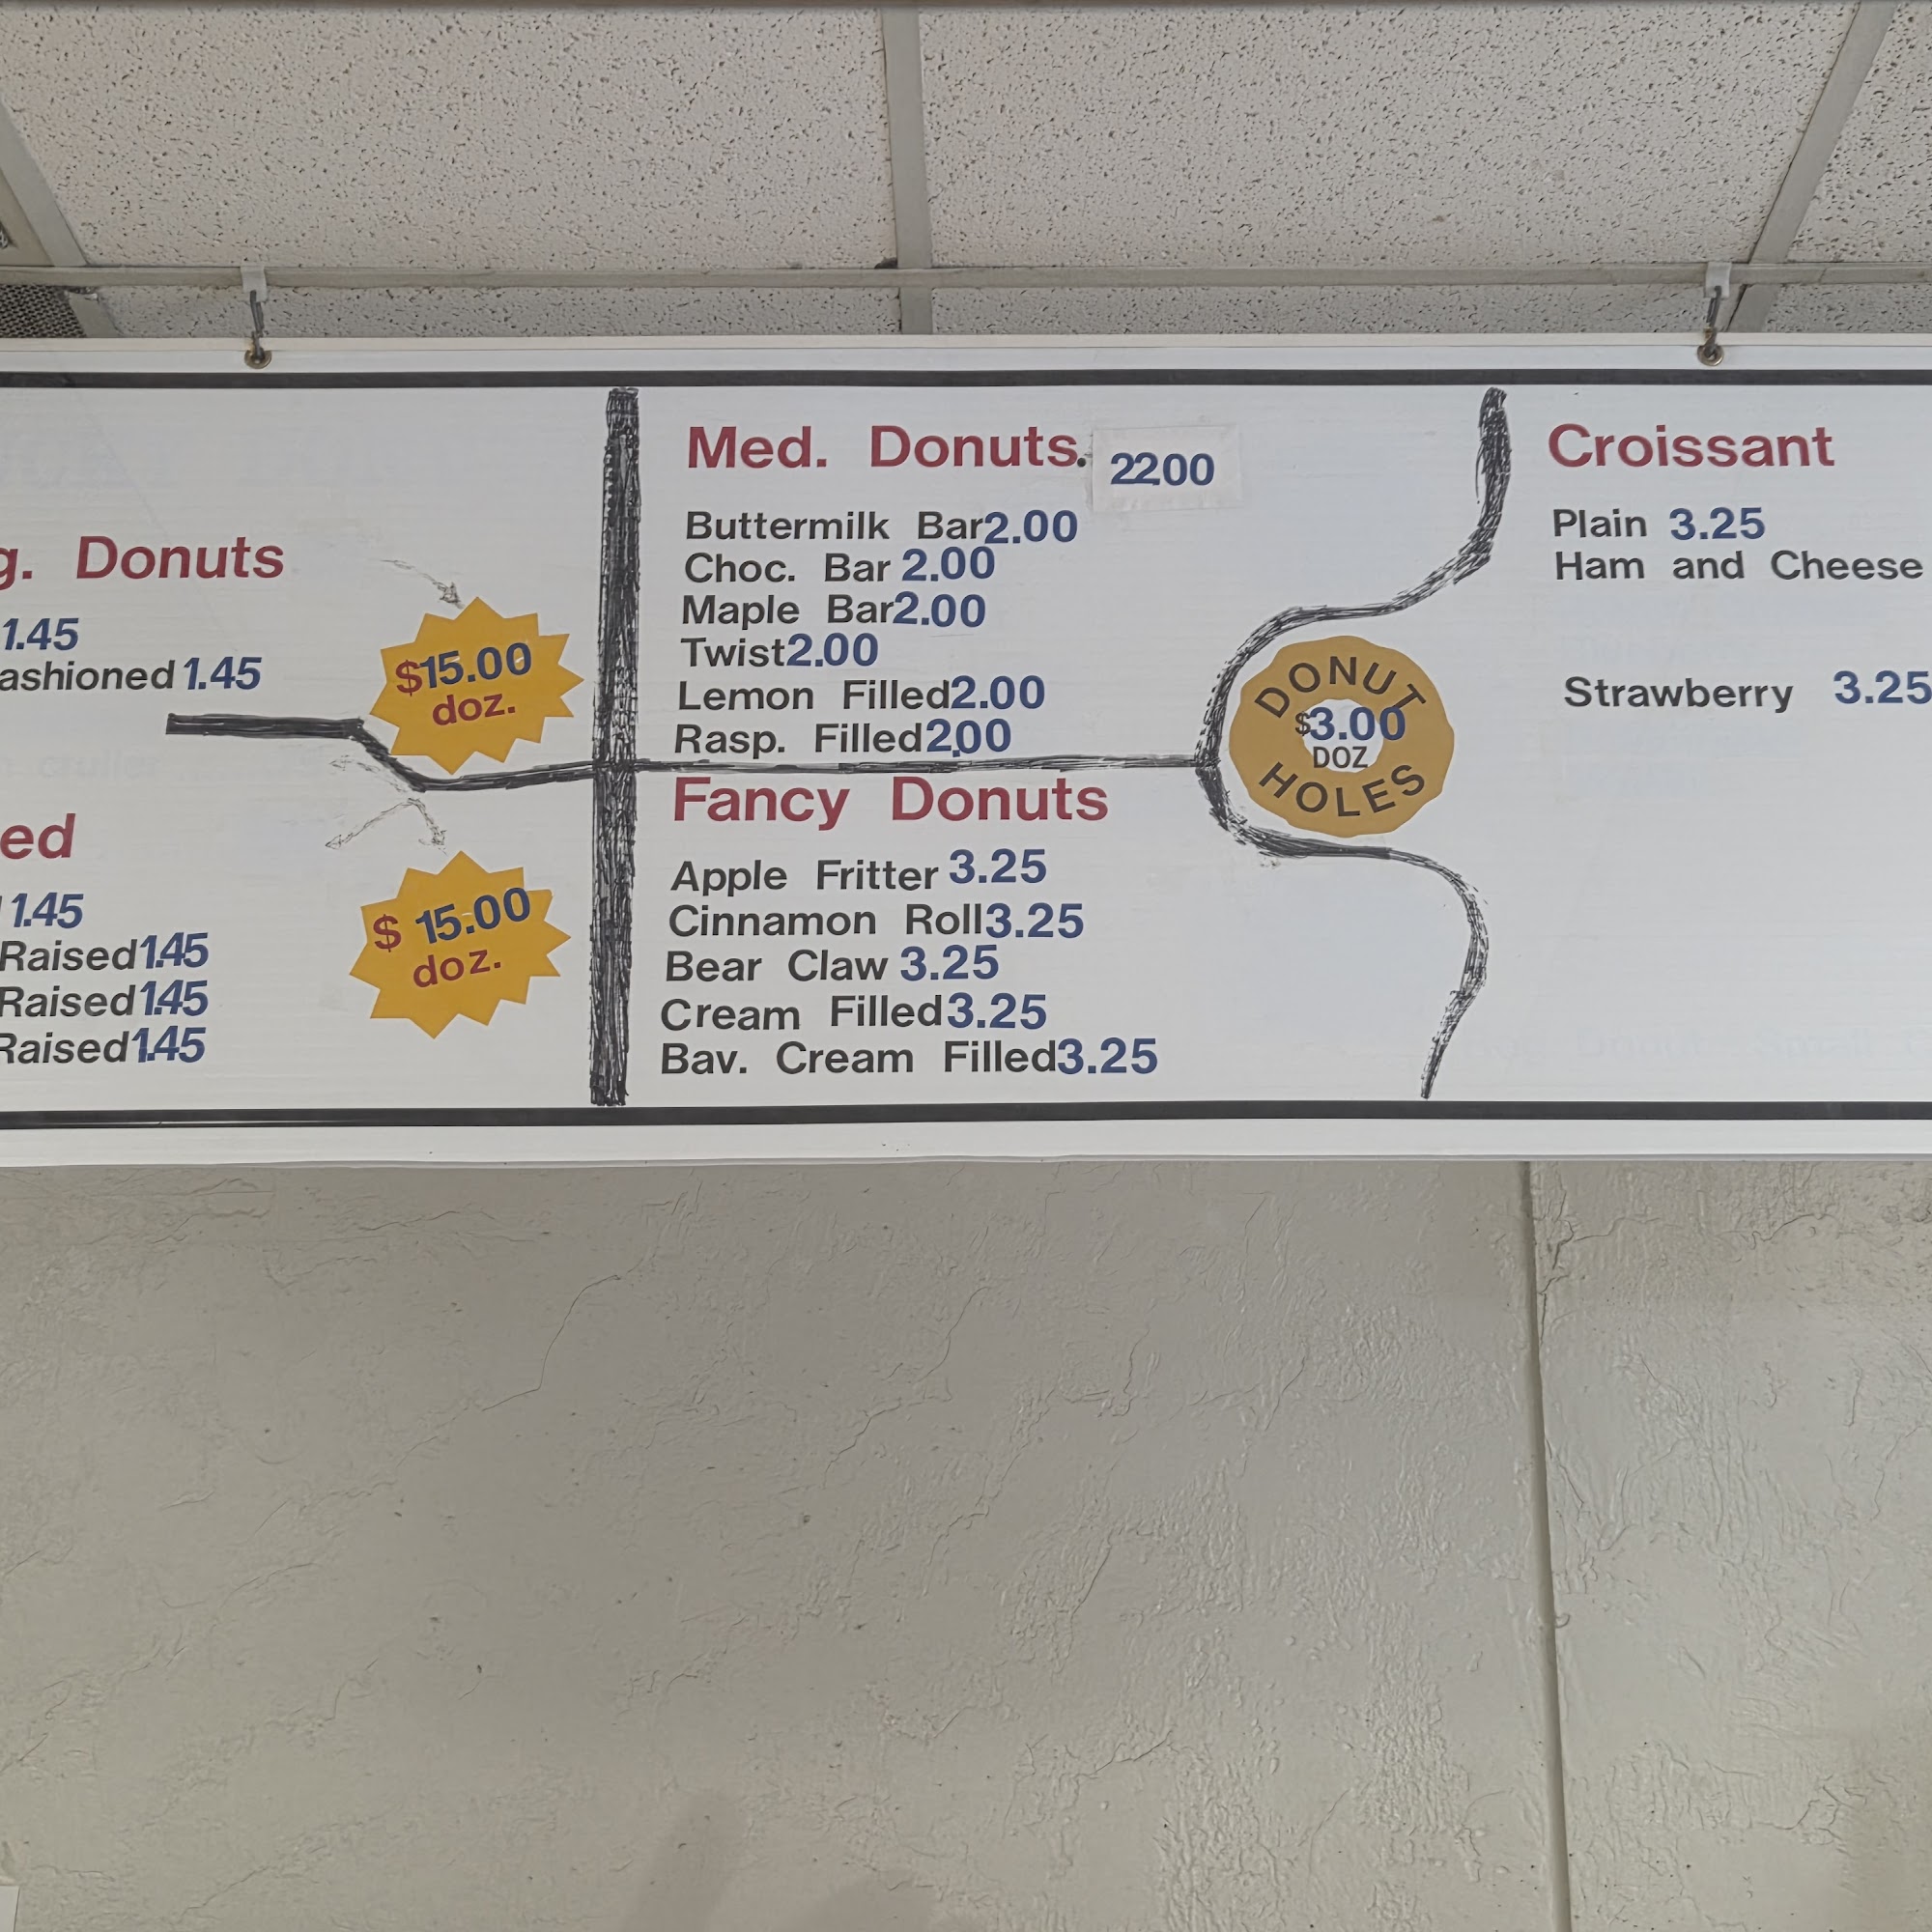 g. Donuts
1.45
ashioned 1.45
$15.00
doz.
ed
1.45
Raised 1.45
Raised 1.45
Raised 1.45
$ 15.00
doz.
Med. Donuts. 2200
Buttermilk Bar 2.00
Choc. Bar 2.00
Maple Bar 2.00
Twist 2.00
Lemon Filled 2.00
Rasp. Filled 2.00
Fancy Donuts
Apple Fritter 3.25
Cinnamon Roll 3.25
Bear Claw 3.25
Cream Filled 3.25
Bav. Cream Filled 3.25
DONUT
$3.00
DOZ
HOLES
Croissant
Plain 3.25
Ham and Cheese
Strawberry 3.25